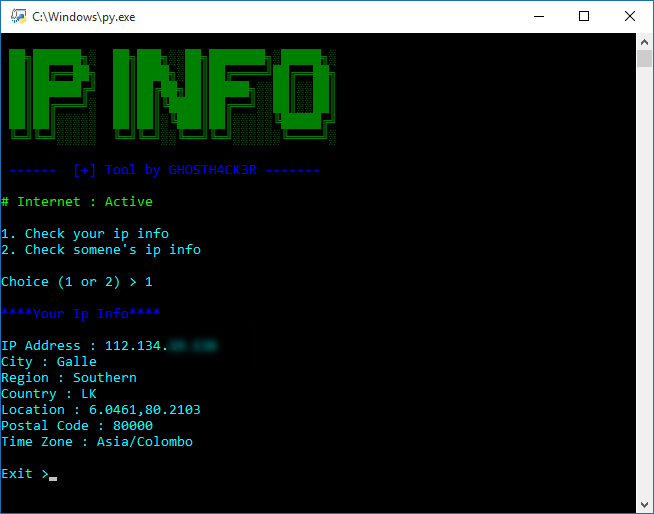 C:\Windows\py.exe
IP INFO
------ [+] Tool by GHOSTH4CK3R -------
# Internet : Active
1. Check your ip info
2. Check somene's ip info
Choice (1 or 2) > 1
****Your Ip Info****
IP Address : 112.134.
City : Galle
Region : Southern
Country : LK
Location : 6.0461,80.2103
Postal Code : 80000
Time Zone : Asia/Colombo
Exit >